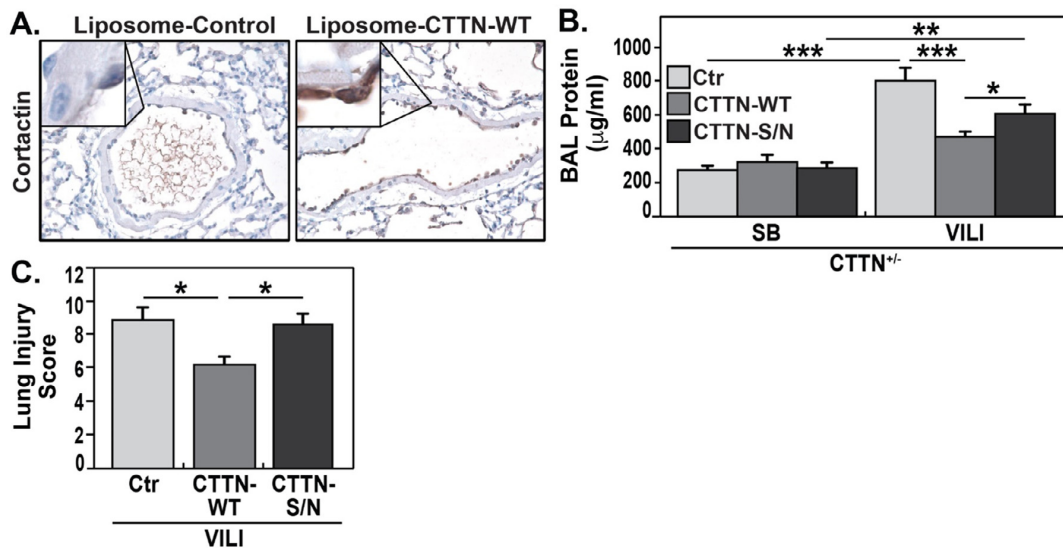 A.
Liposome-Control
Liposome-CTTN-WT
Cortactin
B.
BAL Protein
(μg/ml)
1000
800
600
400
200
0
Ctr
CTTN-WT
CTTN-S/N
***
**
***
*
SB
VILI
CTTN+/-
C.
Lung Injury
Score
12
10
8
6
4
2
0
*
*
Ctr
CTTN-
WT
CTTN-
S/N
VILI